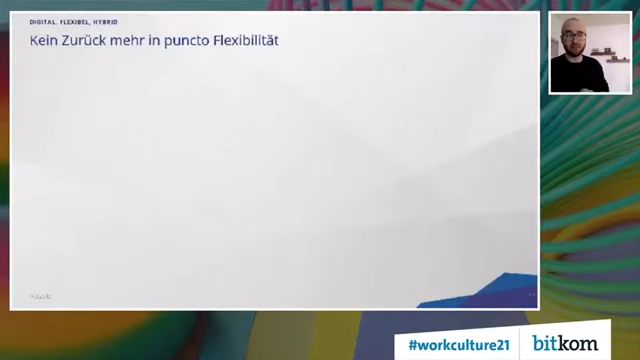 DIGITAL, FLEXIBEL, HYBRID
Kein Zurück mehr in puncto Flexibilität
#workculture21
bitkom